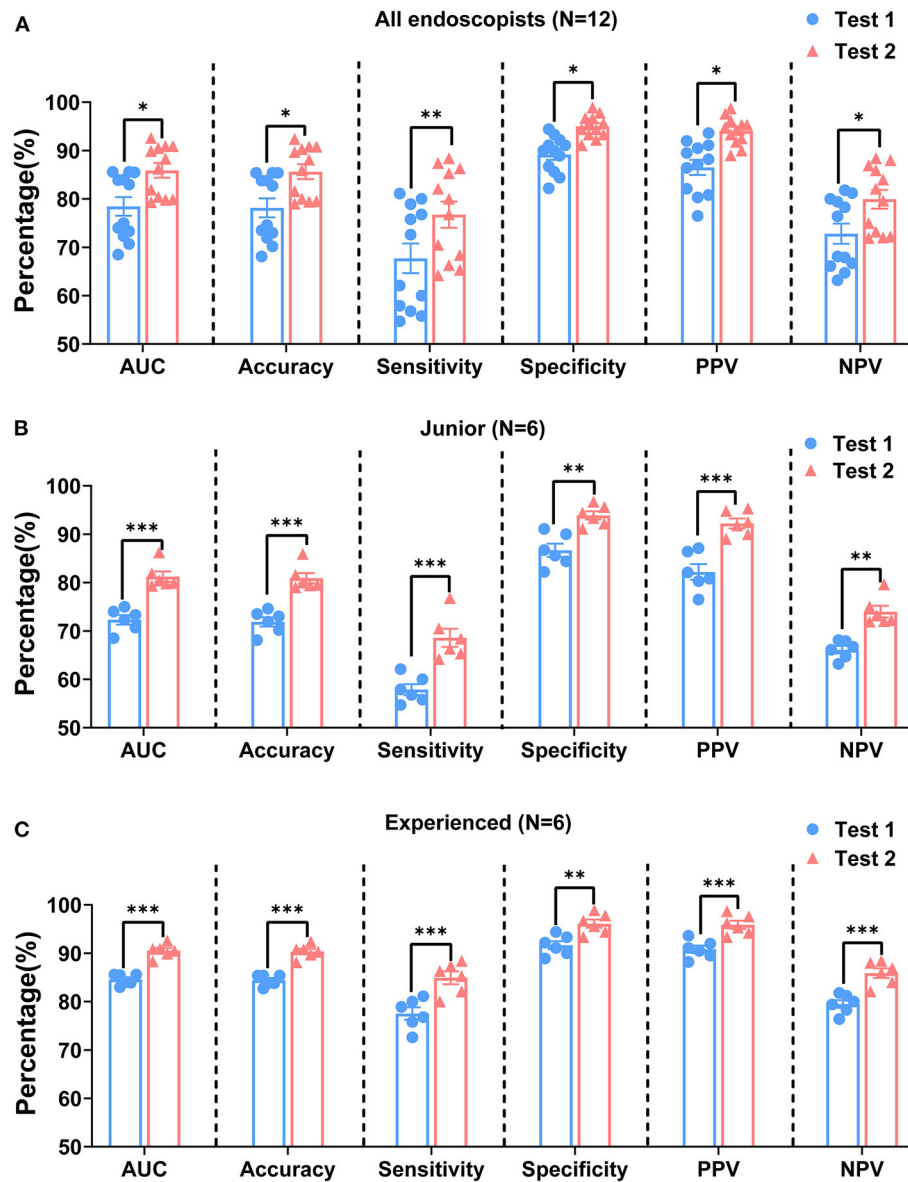 A
All endoscopists (N=12)
Test 1
Test 2
Percentage(%)
100
90
80
70
60
50
*
*
**
*
*
*
AUC
Accuracy
Sensitivity
Specificity
PPV
NPV
B
Junior (N=6)
Test 1
Test 2
Percentage(%)
100
90
80
70
60
50
***
***
***
**
***
**
AUC
Accuracy
Sensitivity
Specificity
PPV
NPV
C
Experienced (N=6)
Test 1
Test 2
Percentage(%)
100
90
80
70
60
50
***
***
***
**
***
***
AUC
Accuracy
Sensitivity
Specificity
PPV
NPV